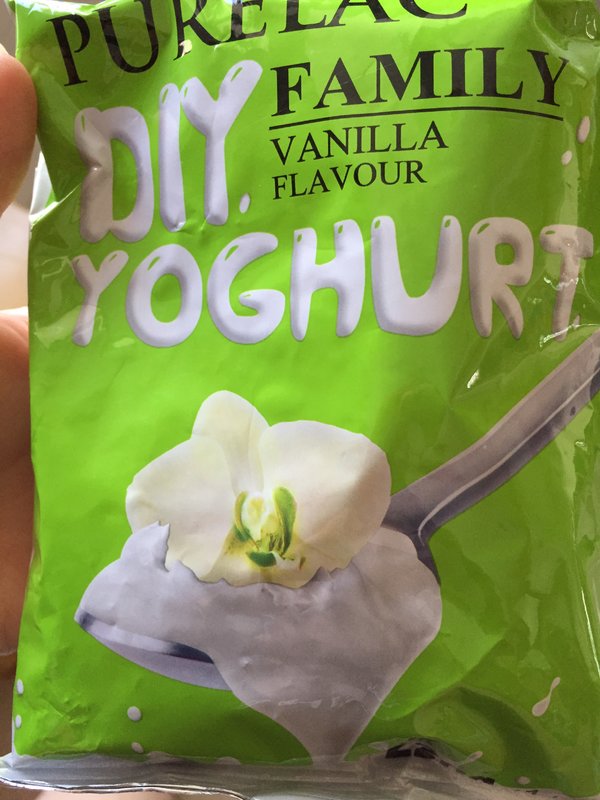 PURELAC
FAMILY
VANILLA
FLAVOUR
DIY.
YOGHURT